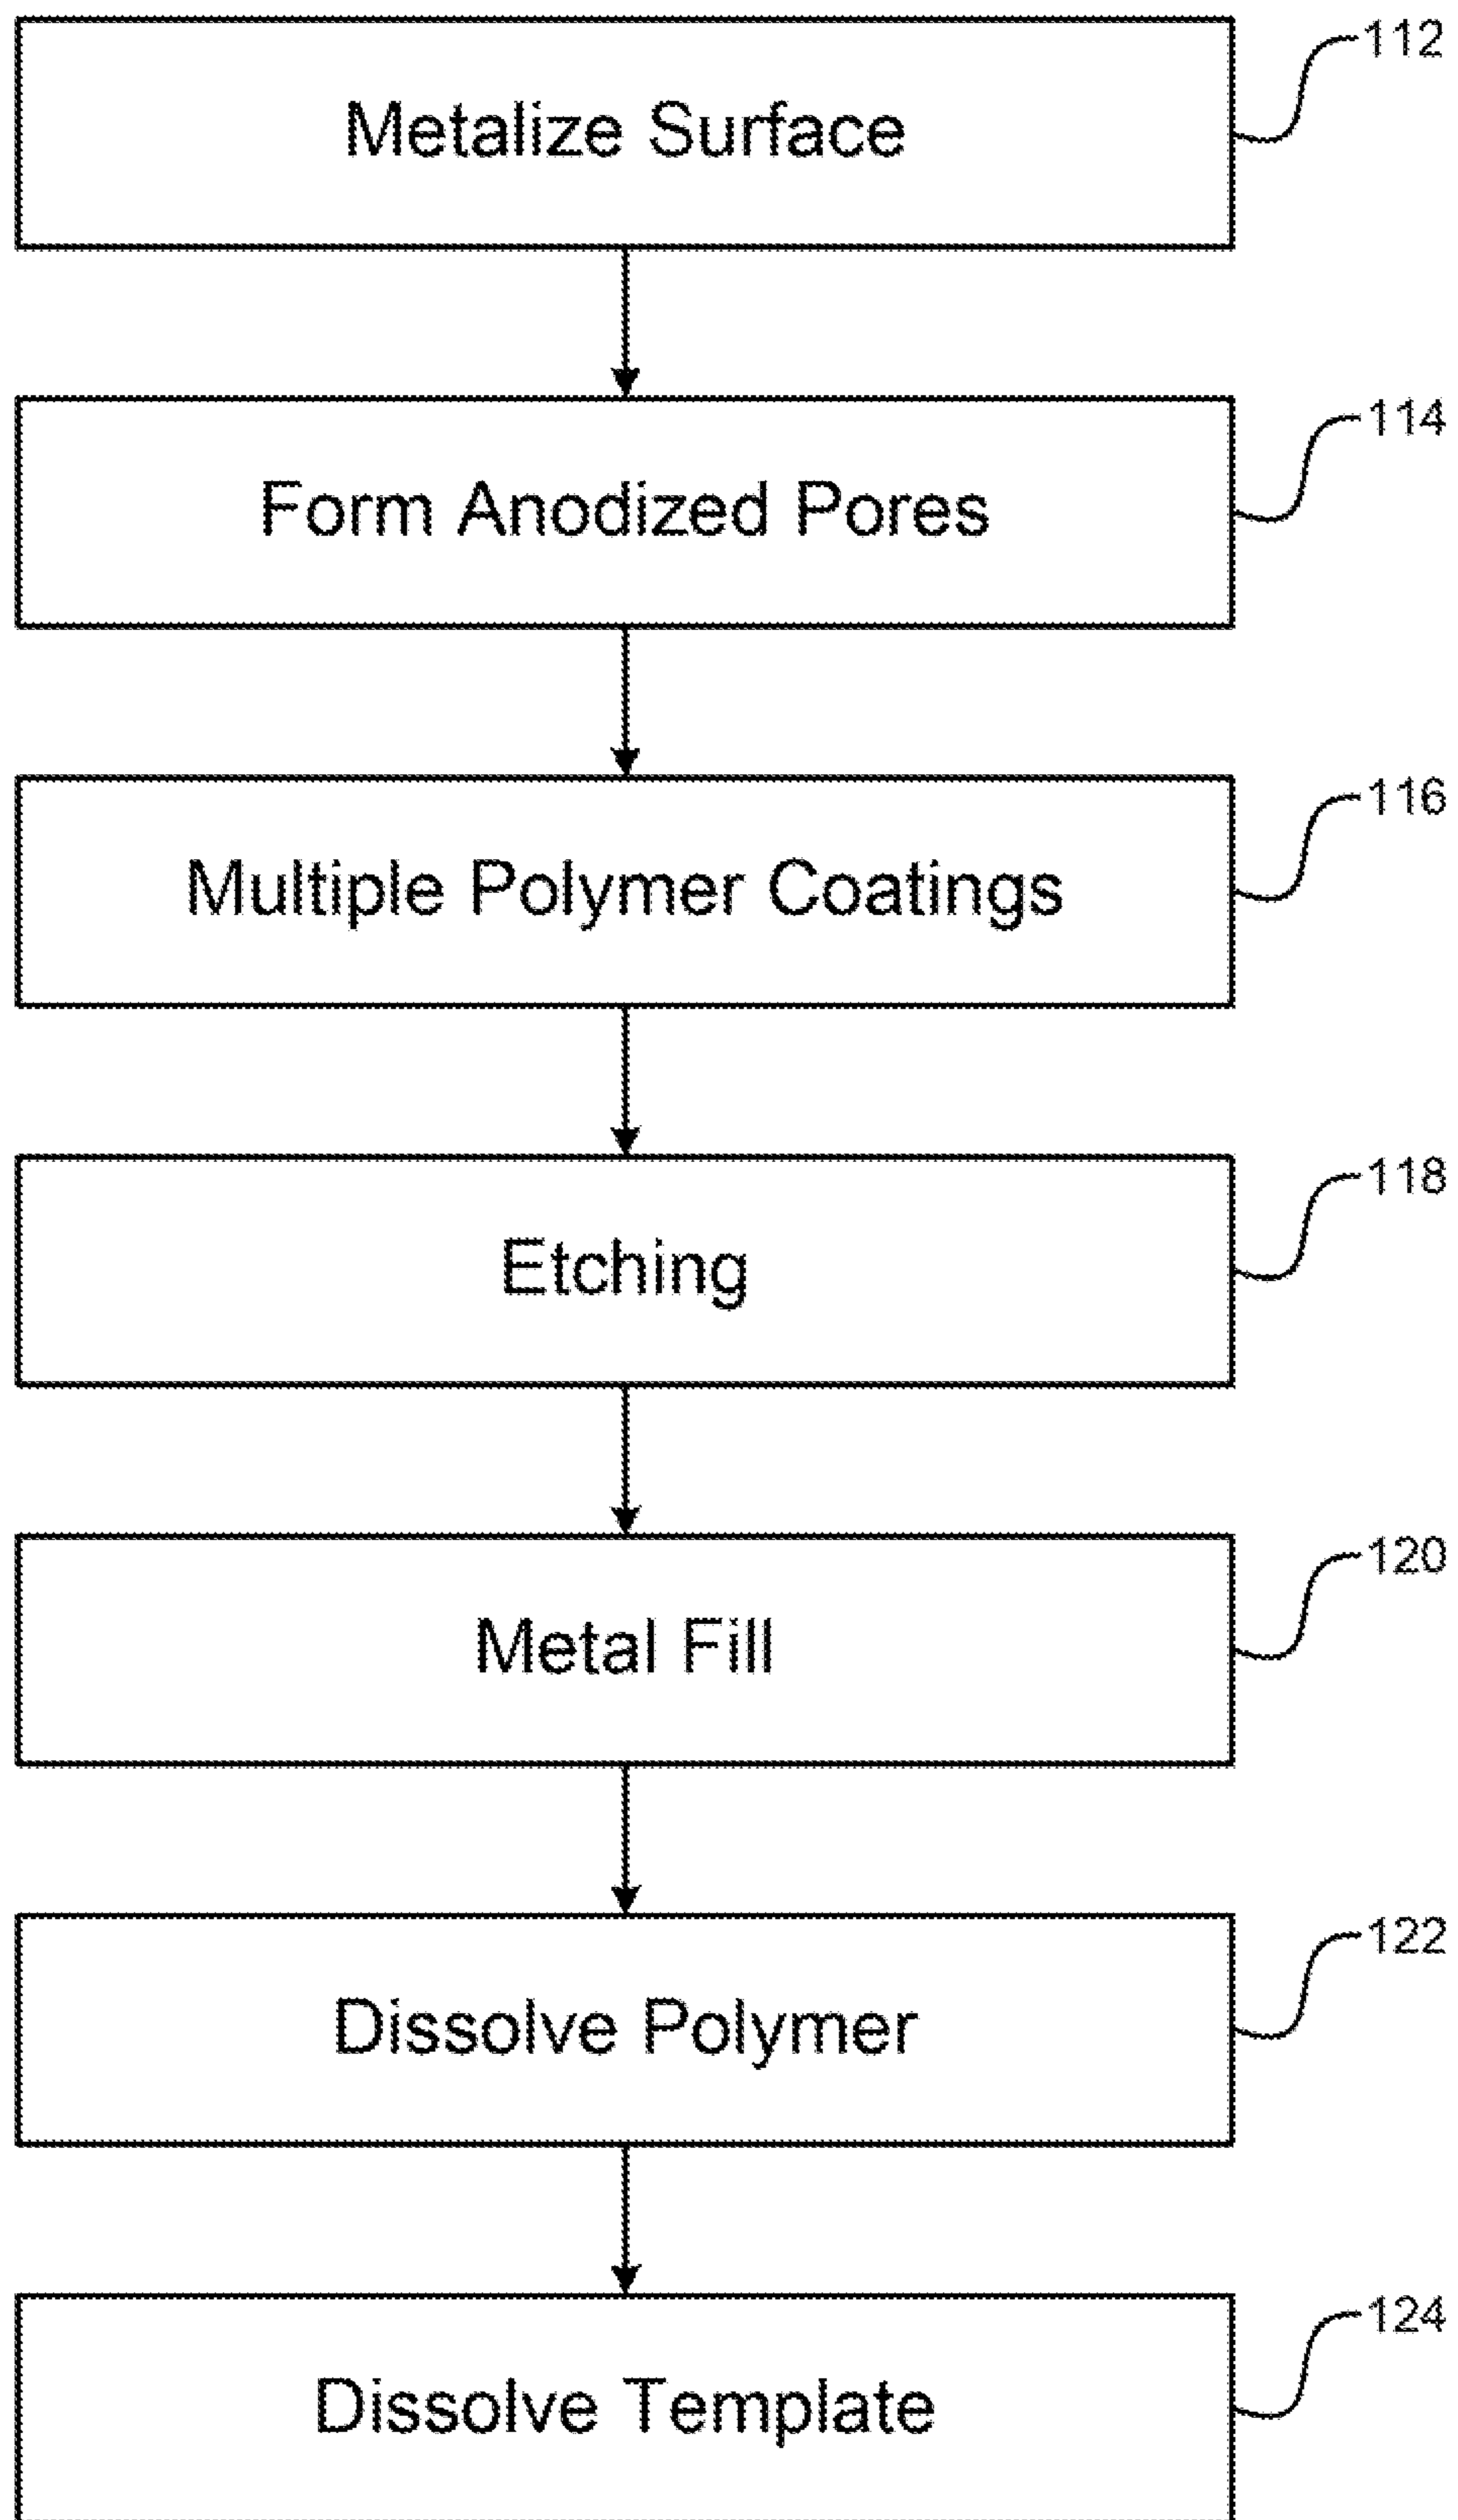 Metalize Surface
112
Form Anodized Pores
114
Multiple Polymer Coatings
116
Etching
118
Metal Fill
120
Dissolve Polymer
122
Dissolve Template
124